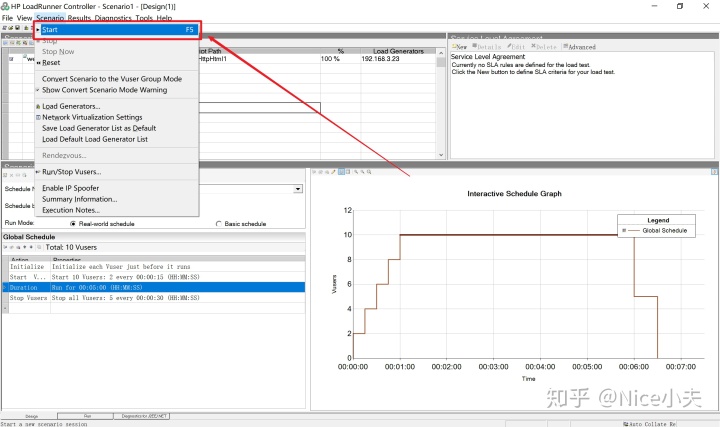 HP LoadRunner Controller - Scenario1 - [Design(1)]
File View Scenario Results Diagnostics Tools Help
Start F5
Stop
Stop Now
Reset
Convert Scenario to the Vuser Group Mode
Show Convert Scenario Mode Warning
Load Generators...
Network Virtualization Settings
Save Load Generator List as Default
Load Default Load Generator List
Rendezvous...
Run/Stop Vusers...
Enable IP Spoofer
Summary Information...
Execution Notes...
Path % Load Generators
HttpHtml1 100 % 192.168.3.23
Service Level Agreement
New Details Edit Delete Advanced
Service Level Agreement
Currently no SLA rules are defined for the load test.
Click the New button to define SLA criteria for your load test.
Run Mode: Real-world schedule Basic schedule
Global Schedule
Total: 10 Vusers
Action Properties
Initialize Initialize each Vuser just before it runs
Start V... Start 10 Vusers: 2 every 00:00:15 (HH:MM:SS)
Duration Run for 00:05:00 (HH:MM:SS)
Stop Vusers Stop all Vusers: 5 every 00:00:30 (HH:MM:SS)
Interactive Schedule Graph
Legend
Global Schedule
Vusers
12
10
8
6
4
2
0
00:00:00 00:01:00 00:02:00 00:03:00 00:04:00 00:05:00 00:06:00 00:07:00
Time
知乎 @Nice小夫
Design Run Diagnostics for J2EE/.NET
Start a new scenario session
Auto Collate Re